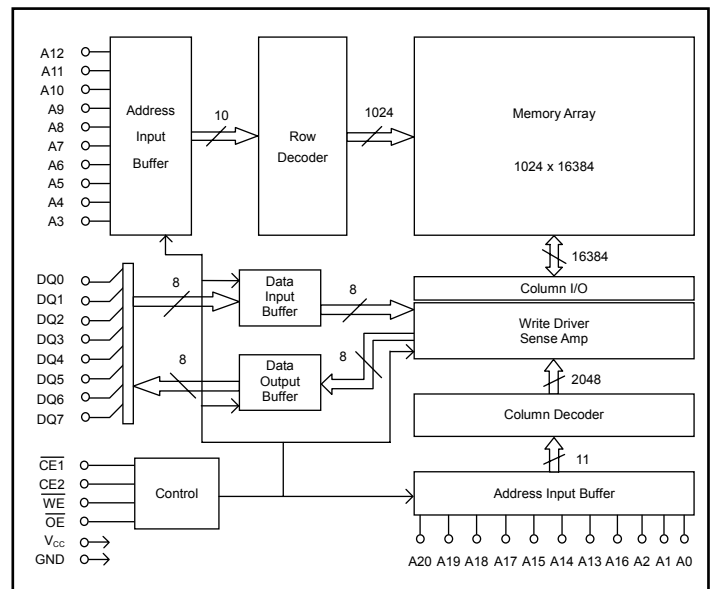 A12
A11
A10
A9
A8
A7
A6
A5
A4
A3
Address
Input
Buffer
10
Row
Decoder
1024
Memory Array
1024 x 16384
16384
DQ0
DQ1
DQ2
DQ3
DQ4
DQ5
DQ6
DQ7
8
Data
Input
Buffer
8
Column I/O
Write Driver
Sense Amp
8
Data
Output
Buffer
8
2048
Column Decoder
11
CE1
CE2
WE
OE
VCC
GND
Control
Address Input Buffer
A20 A19 A18 A17 A15 A14 A13 A16 A2 A1 A0